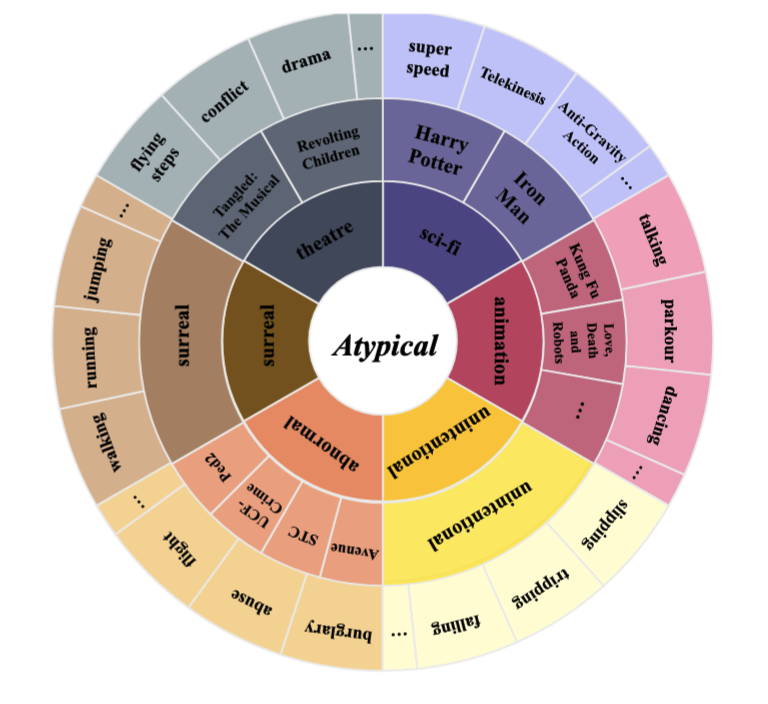 Atypical
sci-fi
Harry
Potter
Iron
Man
super
speed
Telekinesis
Anti-Gravity
Action
...
animation
Kung Fu
Panda
Love,
Death
and
Robots
...
talking
parkour
dancing
...
unintentional
unintentional
slipping
tripping
falling
...
abnormal
Avenue
STC
UCF-
Crime
Ped2
burglary
abuse
flight
...
surreal
surreal
walking
running
jumping
...
theatre
Tangled:
The Musical
Revolting
Children
flying
steps
conflict
drama
...